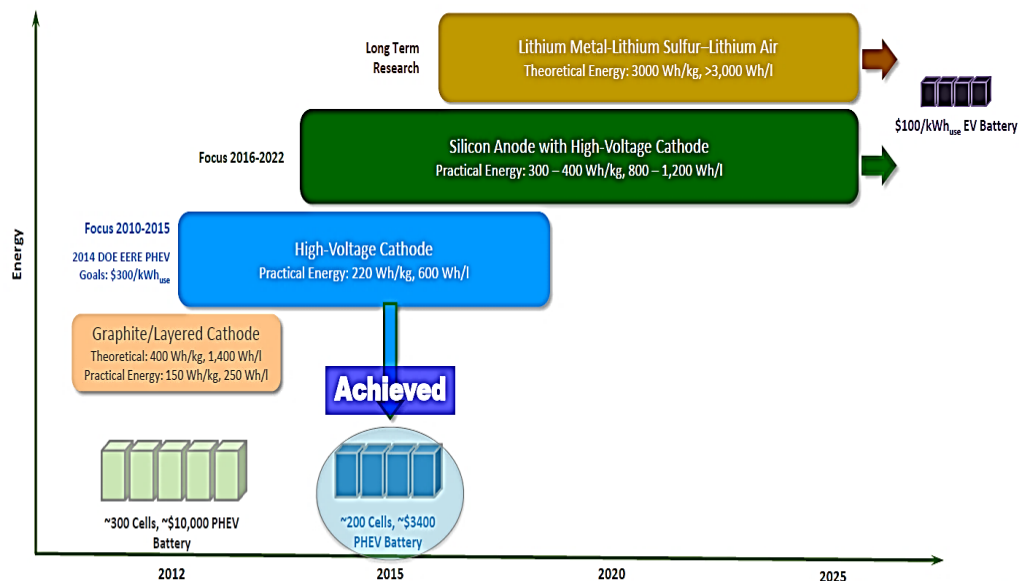 Long Term
Research
Lithium Metal-Lithium Sulfur–Lithium Air
Theoretical Energy: 3000 Wh/kg, >3,000 Wh/l
$100/kWhuse EV Battery
Focus 2016-2022
Silicon Anode with High-Voltage Cathode
Practical Energy: 300 – 400 Wh/kg, 800 – 1,200 Wh/l
Focus 2010-2015
2014 DOE EERE PHEV
Goals: $300/kWhuse
High-Voltage Cathode
Practical Energy: 220 Wh/kg, 600 Wh/l
Energy
Graphite/Layered Cathode
Theoretical: 400 Wh/kg, 1,400 Wh/l
Practical Energy: 150 Wh/kg, 250 Wh/l
Achieved
~300 Cells, ~$10,000 PHEV
Battery
~200 Cells, ~$3400
PHEV Battery
2012
2015
2020
2025